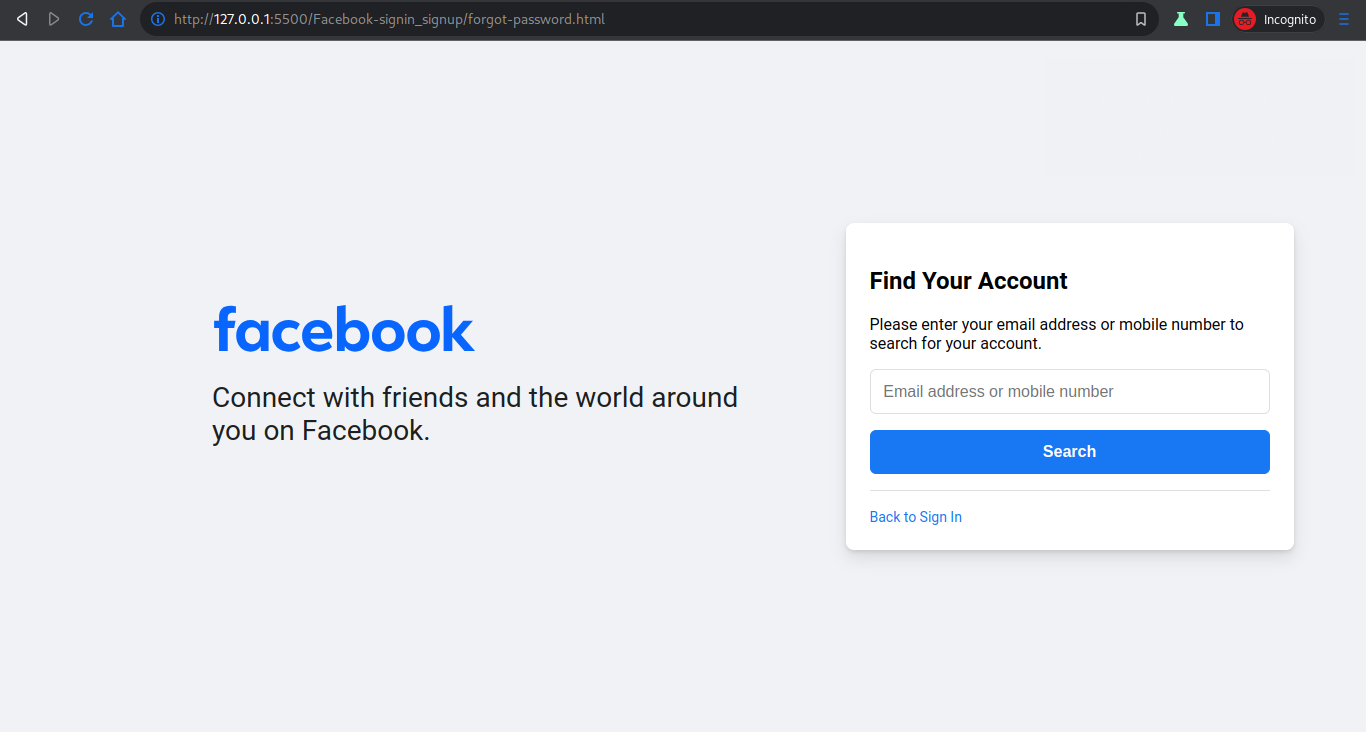 http://127.0.0.1:5500/Facebook-signin_signup/forgot-password.html
Incognito
facebook
Connect with friends and the world around
you on Facebook.
Find Your Account
Please enter your email address or mobile number to
search for your account.
Email address or mobile number
Search
Back to Sign In